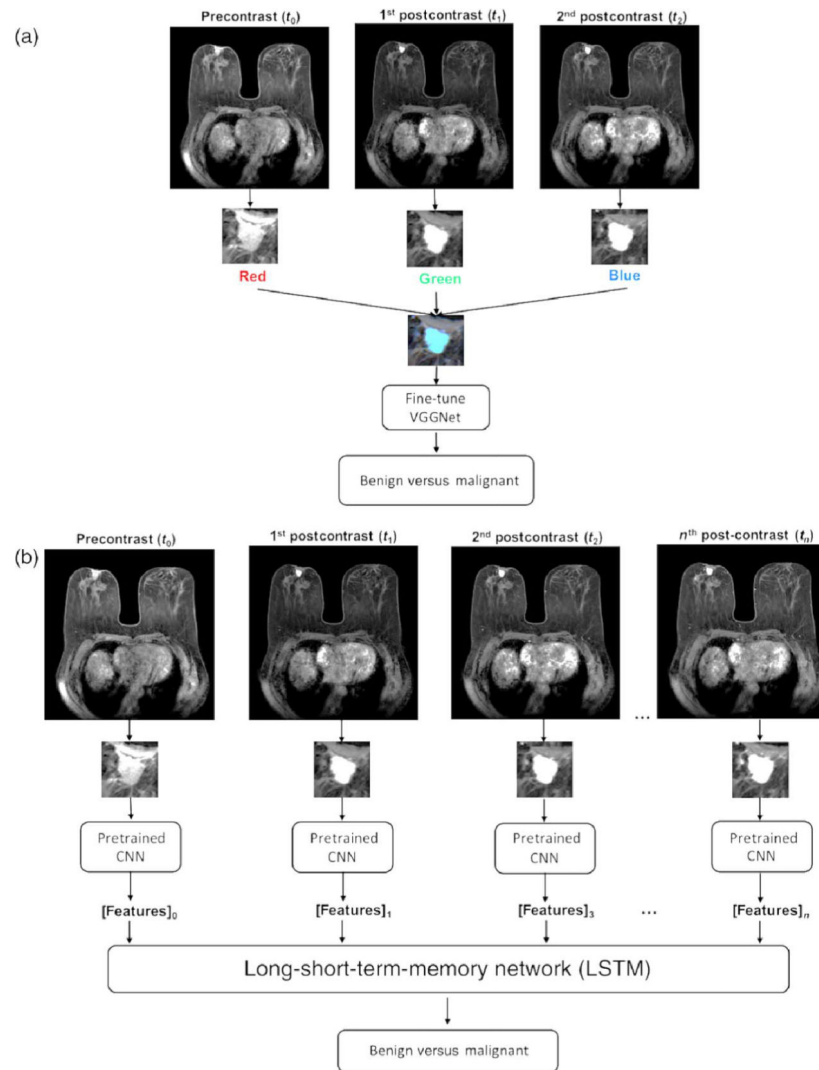 (a)
Precontrast (t₀) 1ˢᵗ postcontrast (t₁) 2ⁿᵈ postcontrast (t₂)
Red Green Blue
Fine-tune
VGGNet
Benign versus malignant
(b)
Precontrast (t₀) 1ˢᵗ postcontrast (t₁) 2ⁿᵈ postcontrast (t₂) nᵗʰ post-contrast (tₙ)
...
Pretrained
CNN
Pretrained
CNN
Pretrained
CNN
Pretrained
CNN
[Features]₀ [Features]₁ [Features]₃ ... [Features]ₙ
Long-short-term-memory network (LSTM)
Benign versus malignant